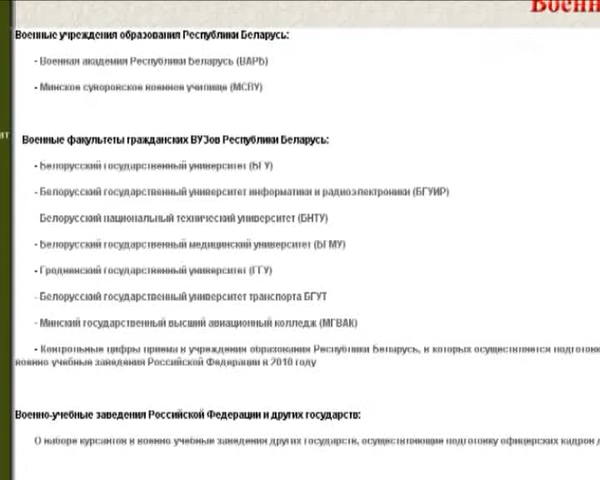 Военн
Военные учреждения образования Республики Беларусь:
- Военная академия Республики Беларусь (ВАРБ)
- Минское суворовское военное училище (МСВУ)
ит
Военные факультеты гражданских ВУЗов Республики Беларусь:
- Белорусский государственный университет (БГУ)
- Белорусский государственный университет информатики и радиоэлектроники (БГУИР)
Белорусский национальный технический университет (БНТУ)
- Белорусский государственный медицинский университет (БГМУ)
- Гродненский государственный университет (ГГУ)
- Белорусский государственный университет транспорта БГУТ
- Минский государственный высший авиационный колледж (МГВАК)
- Контрольные цифры приема в учреждения образования Республики Беларусь, в которых осуществляется подготовк
военно учебные заведения Российской Федерации в 2010 году
Военно-учебные заведения Российской Федерации и других государств:
О наборе курсантов в военно учебные заведения других государств, осуществляющие подготовку офицерских кадров д